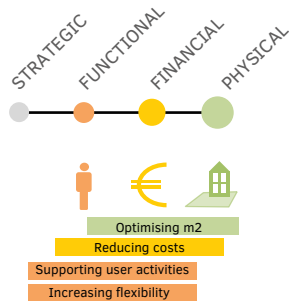 STRATEGIC
FUNCTIONAL
FINANCIAL
PHYSICAL
€
Optimising m2
Reducing costs
Supporting user activities
Increasing flexibility